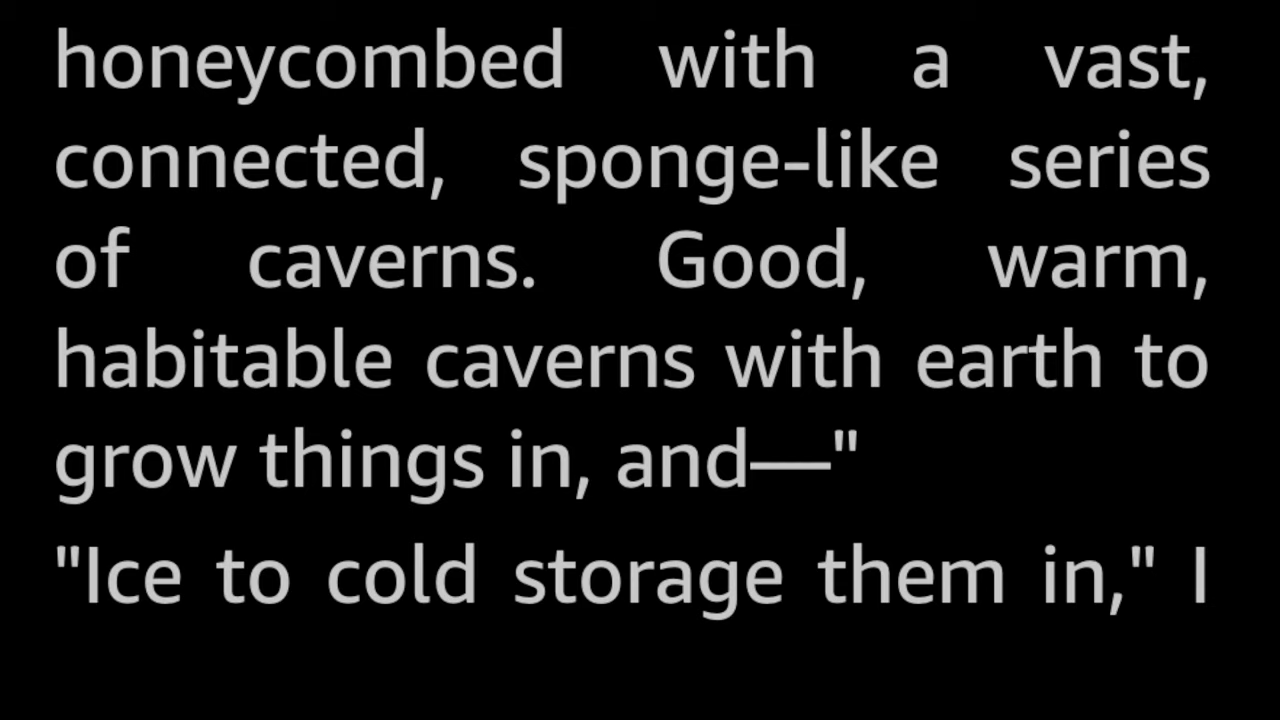 honeycombed with a vast,
connected, sponge-like series
of caverns. Good, warm,
habitable caverns with earth to
grow things in, and—"
"Ice to cold storage them in," I